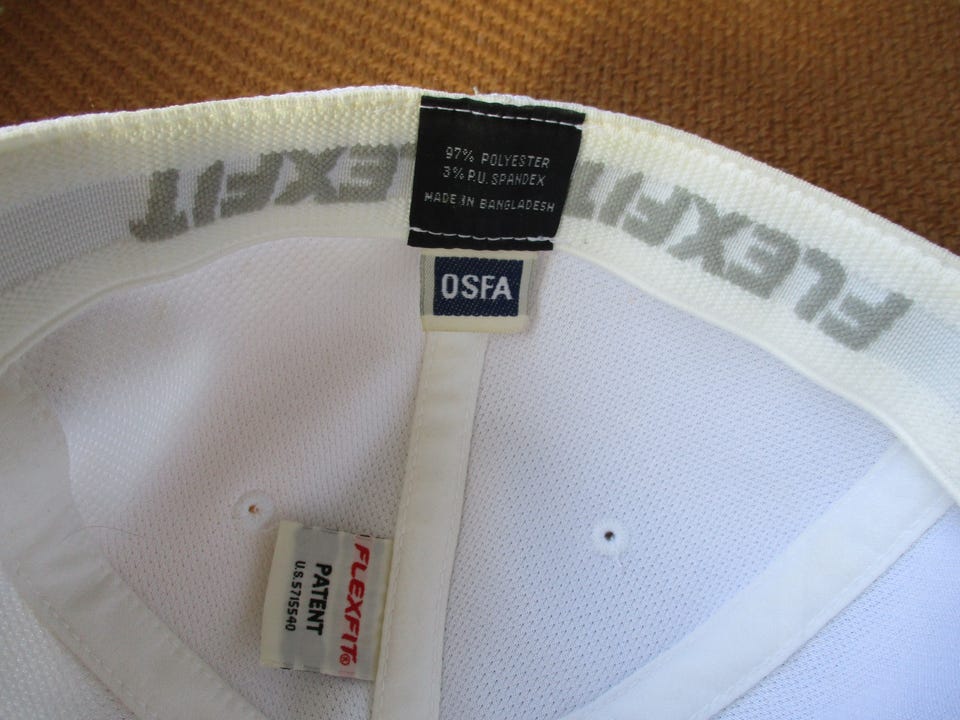 FLEXFIT
97% POLYESTER
3% P.U. SPANDEX
MADE IN BANGLADESH
FLEXFIT
OSFA
FLEXFIT®
PATENT
U.S.5715540